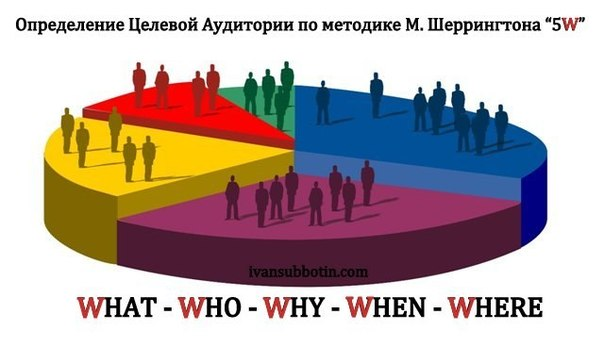 Определение Целевой Аудитории по методике М. Шеррингтона “5W”
ivansubbotin.com
WHAT - WHO - WHY - WHEN - WHERE